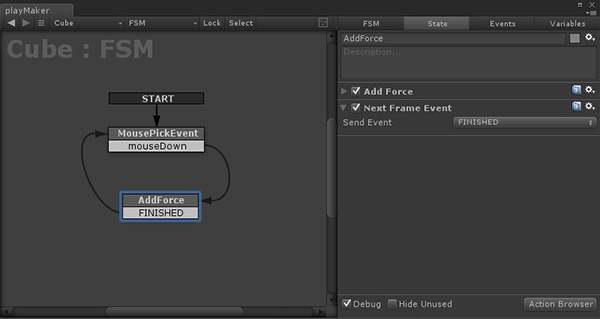 playMaker
Cube FSM Lock Select
Cube : FSM
START
MousePickEvent
mouseDown
AddForce
FINISHED
FSM State Events Variables
AddForce
Description...
Add Force
Next Frame Event
Send Event FINISHED
Debug Hide Unused Action Browser